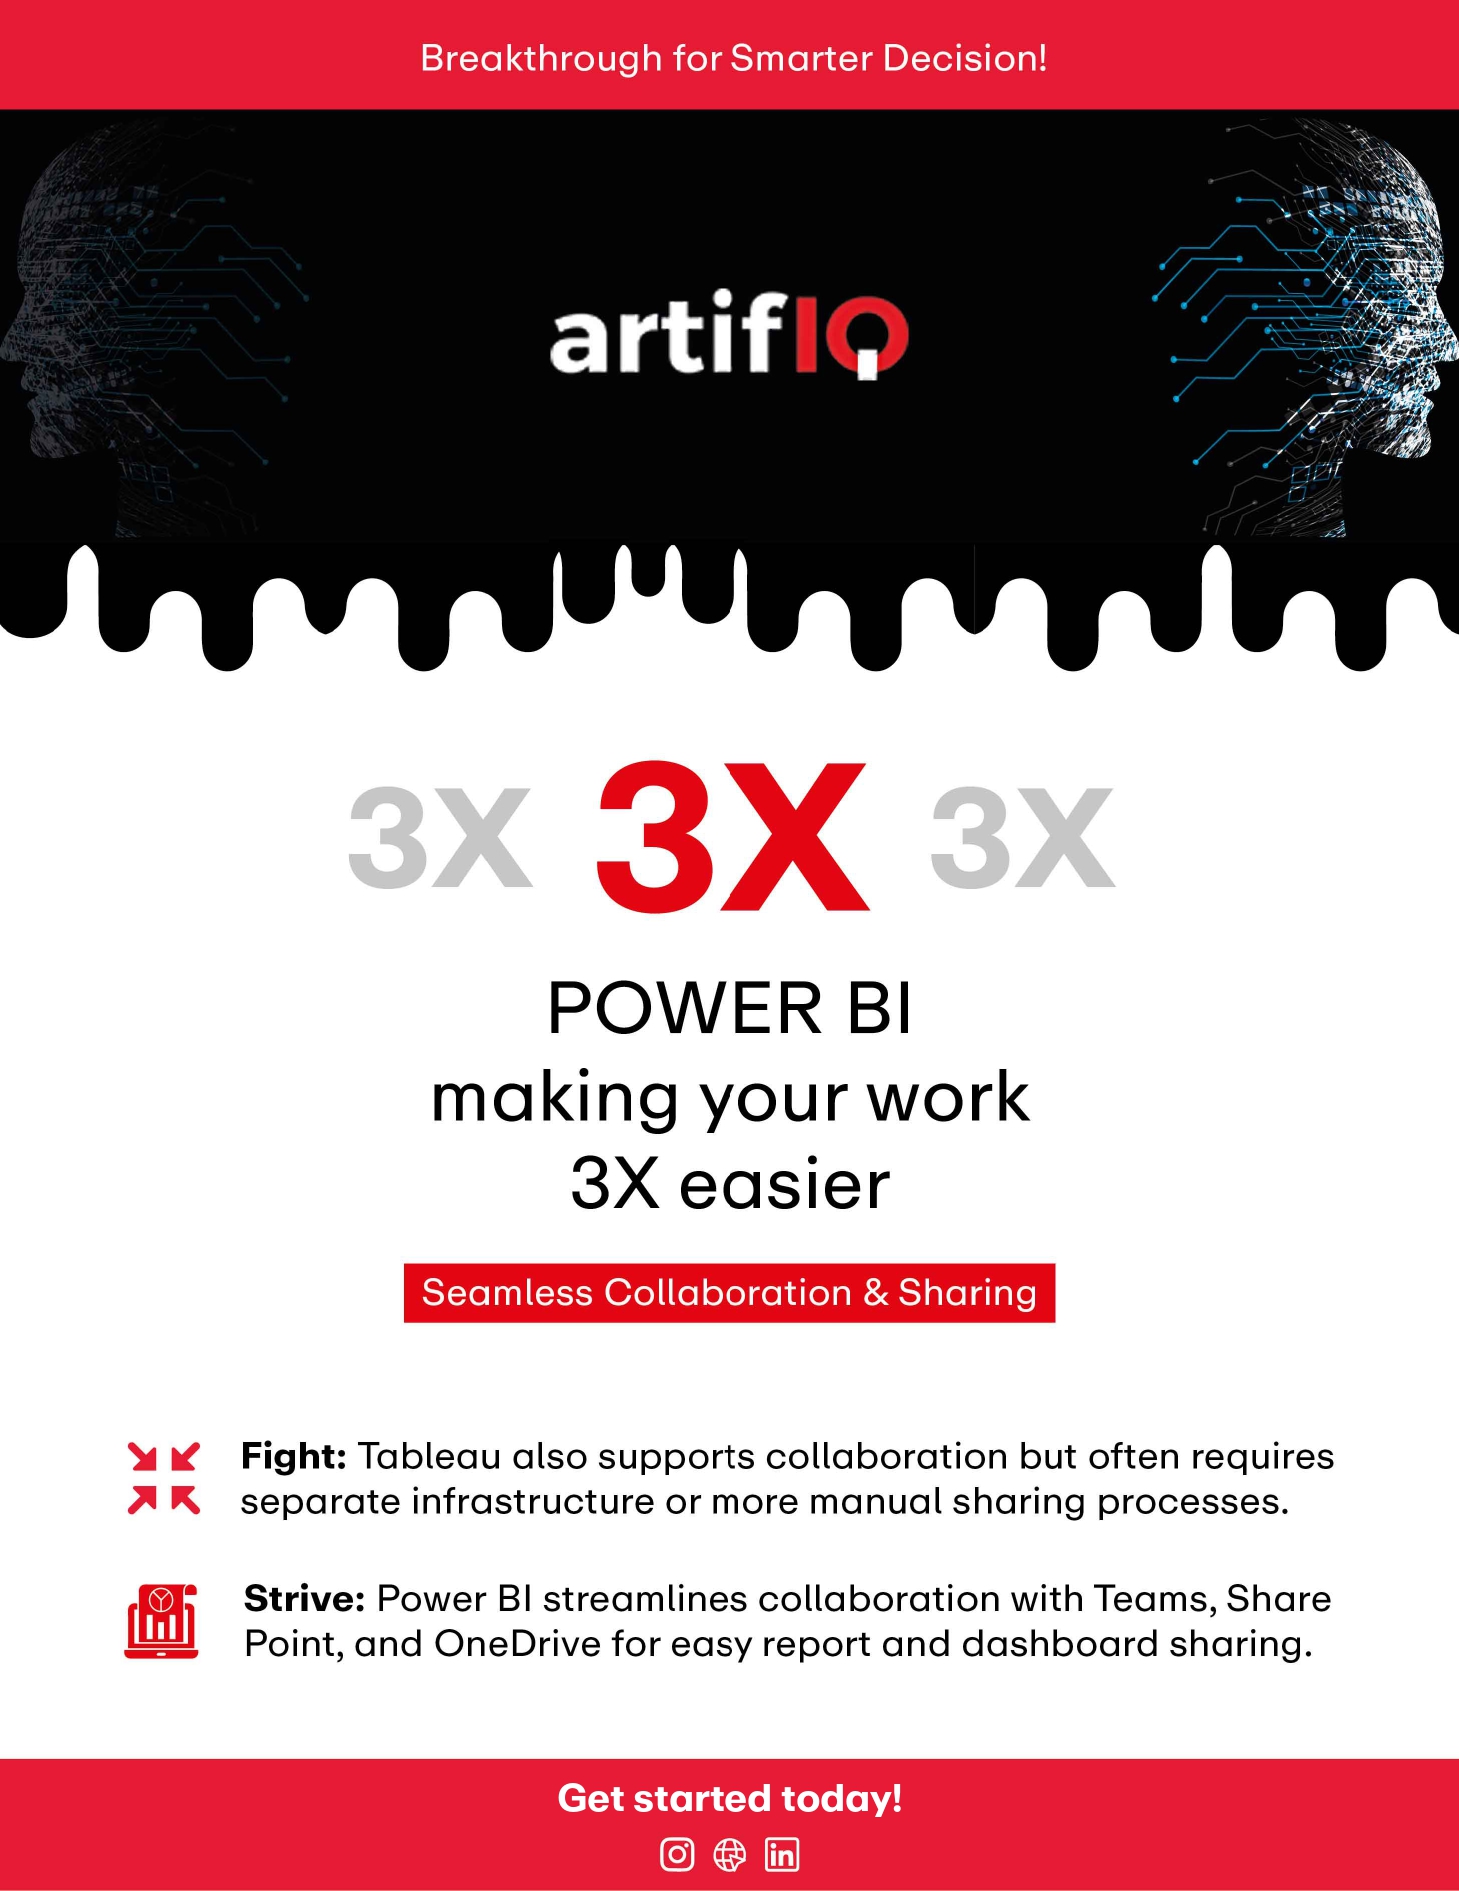 Breakthrough for Smarter Decision!
artifIQ
3X 3X 3X
POWER BI
making your work
3X easier
Seamless Collaboration & Sharing
Fight: Tableau also supports collaboration but often requires
separate infrastructure or more manual sharing processes.
Strive: Power BI streamlines collaboration with Teams, Share
Point, and OneDrive for easy report and dashboard sharing.
Get started today!
in